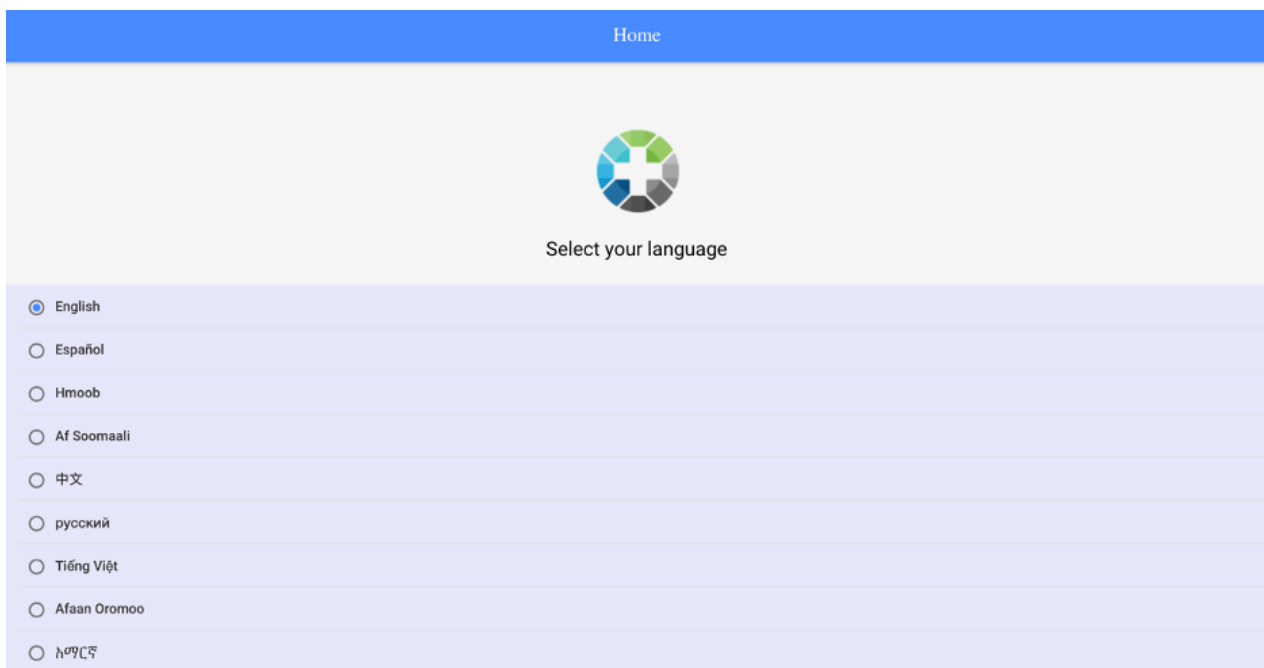 Home
Select your language
English
Español
Hmoob
Af Soomaali
中文
русский
Tiếng Việt
Afaan Oromoo
አማርኛ